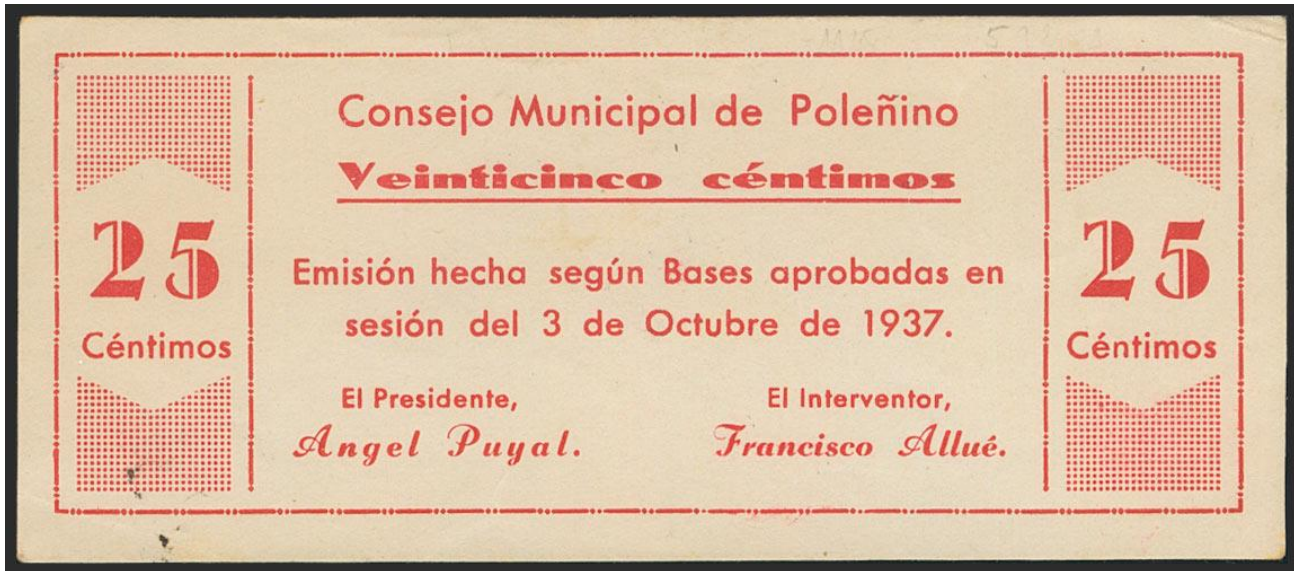 Consejo Municipal de Poleñino
Veinticinco céntimos
25
Céntimos
Emisión hecha según Bases aprobadas en
sesión del 3 de Octubre de 1937.
25
Céntimos
El Presidente,
Angel Puyal.
El Interventor,
Francisco Allué.